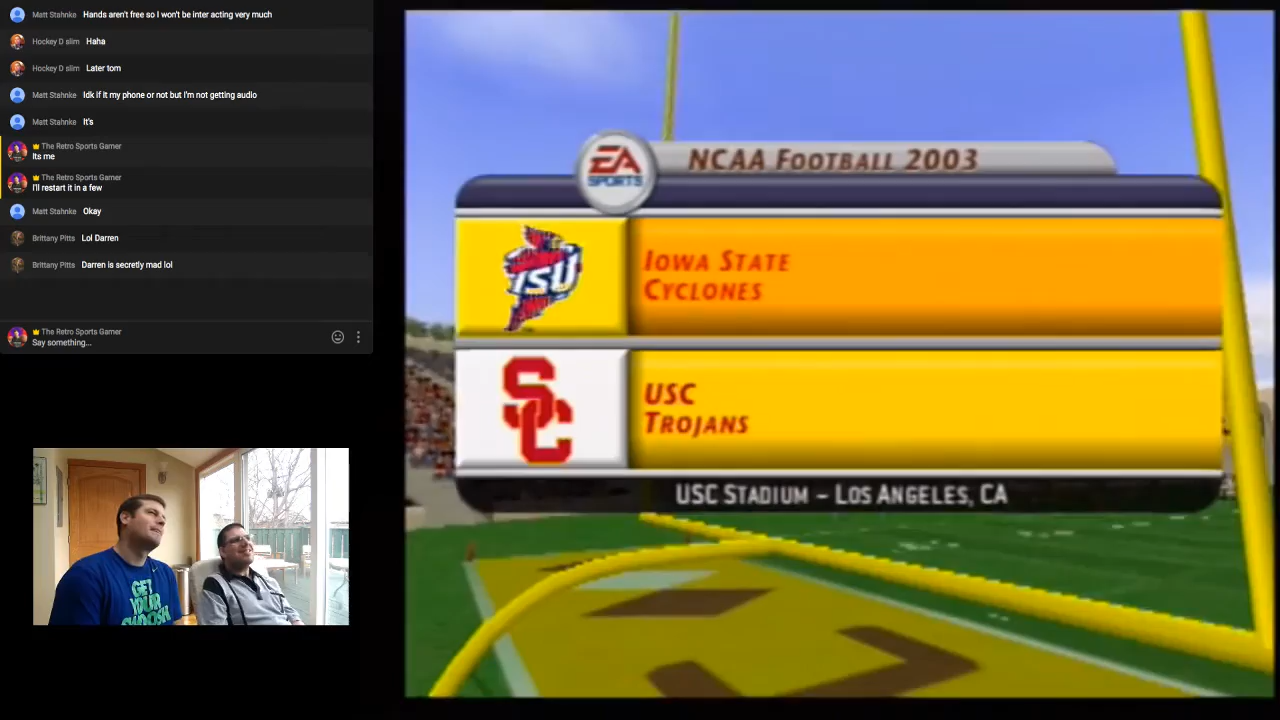 Matt Stahnke Hands aren't free so I won't be inter acting very much
Hockey D slim Haha
Hockey D slim Later tom
Matt Stahnke Idk if it my phone or not but I'm not getting audio
Matt Stahnke It's
The Retro Sports Gamer
Its me
The Retro Sports Gamer
I'll restart it in a few
Matt Stahnke Okay
Brittany Pitts Lol Darren
Brittany Pitts Darren is secretly mad lol
The Retro Sports Gamer
Say something...
GET
YOUR
EA
SPORTS
NCAA FOOTBALL 2003
ISU
IOWA STATE
CYCLONES
SC
USC
TROJANS
USC STADIUM – LOS ANGELES, CA